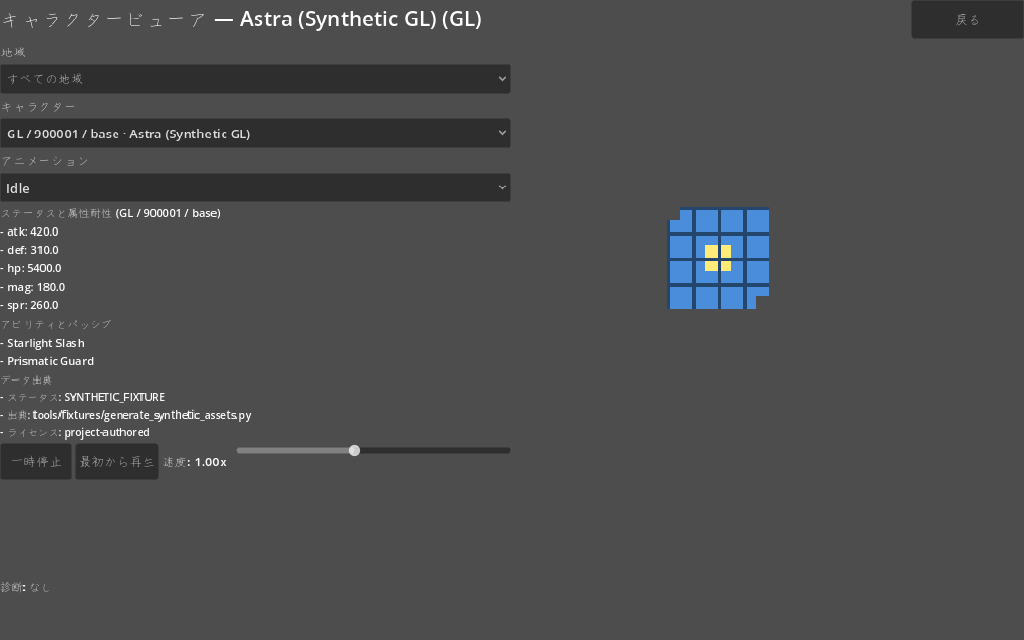 キャラクタービューア — Astra (Synthetic GL) (GL)
戻る
地域
すべての地域
キャラクター
GL / 900001 / base · Astra (Synthetic GL)
アニメーション
Idle
ステータスと属性耐性 (GL / 900001 / base)
- atk: 420.0
- def: 310.0
- hp: 5400.0
- mag: 180.0
- spr: 260.0
アビリティとパッシブ
- Starlight Slash
- Prismatic Guard
データ出典
- ステータス: SYNTHETIC_FIXTURE
- 出典: tools/fixtures/generate_synthetic_assets.py
- ライセンス: project-authored
一時停止
最初から再生
速度: 1.00x
診断: なし